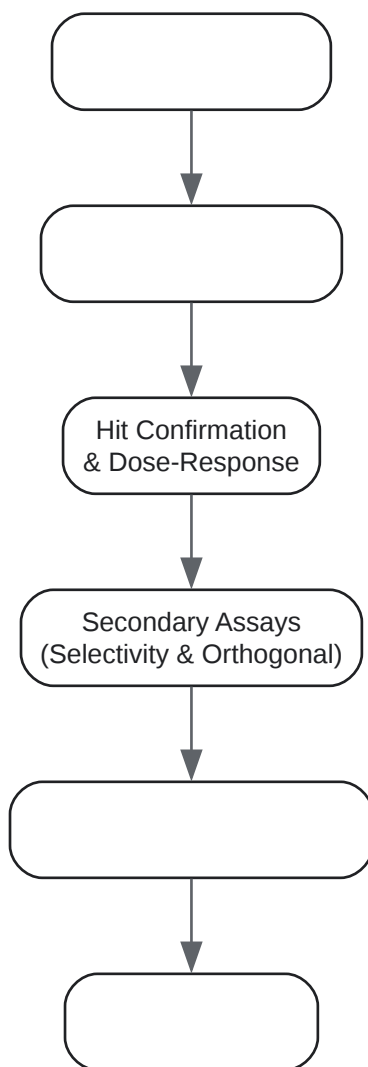 Hit Confirmation
& Dose-Response
Secondary Assays
(Selectivity & Orthogonal)